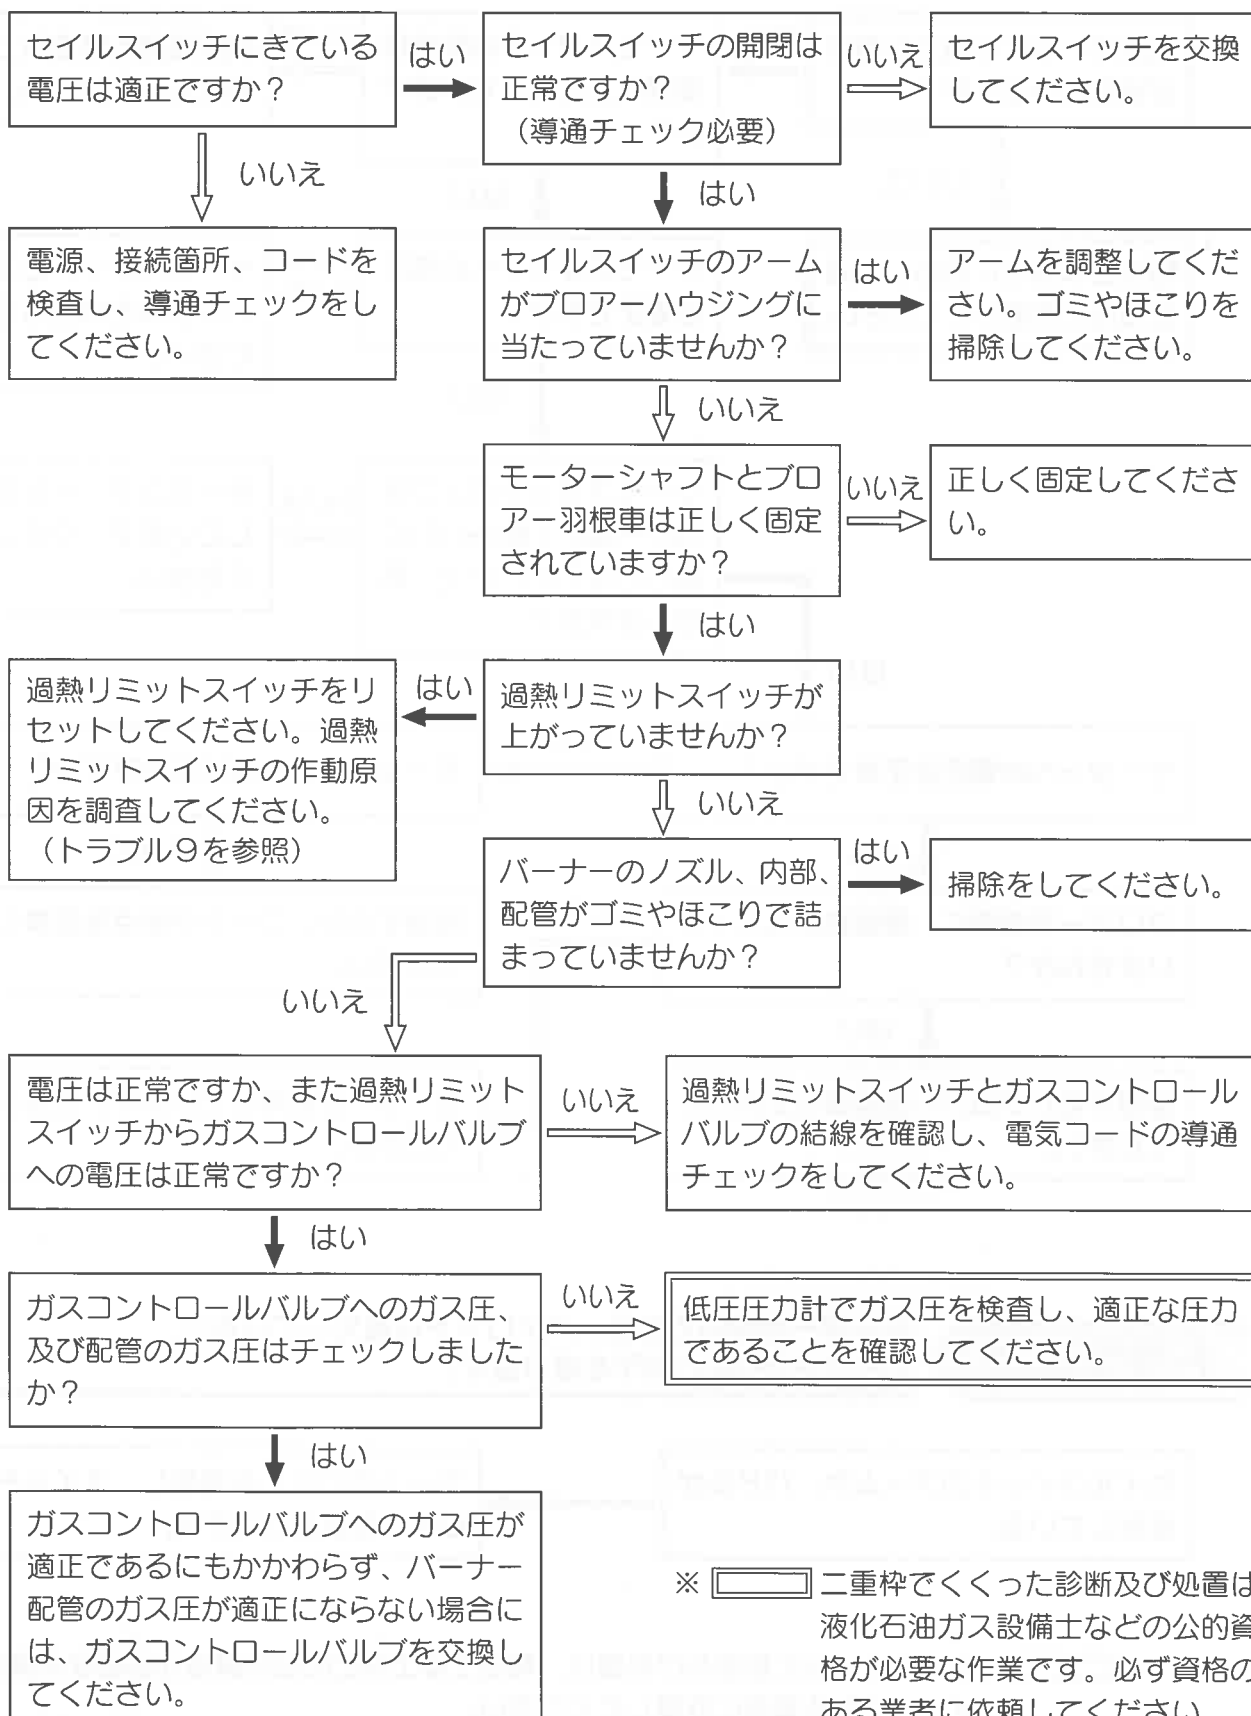 セイルスイッチにきている
電圧は適正ですか？
はい
セイルスイッチの開閉は
正常ですか？
（導通チェック必要）
いいえ
セイルスイッチを交換
してください。
いいえ
はい
電源、接続箇所、コードを
検査し、導通チェックをし
てください。
セイルスイッチのアーム
がブロアーハウジングに
当たっていませんか？
はい
アームを調整してくだ
さい。ゴミやほこりを
掃除してください。
いいえ
モーターシャフトとブロ
アー羽根車は正しく固定
されていますか？
いいえ
正しく固定してくださ
い。
はい
過熱リミットスイッチが
上がっていませんか？
はい
過熱リミットスイッチをリ
セットしてください。過熱
リミットスイッチの作動原
因を調査してください。
（トラブル9を参照）
いいえ
バーナーのノズル、内部、
配管がゴミやほこりで詰
まっていませんか？
はい
掃除をしてください。
いいえ
電圧は正常ですか、また過熱リミット
スイッチからガスコントロールバルブ
への電圧は正常ですか？
いいえ
過熱リミットスイッチとガスコントロール
バルブの結線を確認し、電気コードの導通
チェックをしてください。
はい
ガスコントロールバルブへのガス圧、
及び配管のガス圧はチェックしました
か？
いいえ
低圧圧力計でガス圧を検査し、適正な圧力
であることを確認してください。
はい
ガスコントロールバルブへのガス圧が
適正であるにもかかわらず、バーナー
配管のガス圧が適正にならない場合に
は、ガスコントロールバルブを交換し
てください。
※ 二重枠でくくった診断及び処置は
液化石油ガス設備士などの公的資
格が必要な作業です。必ず資格の
ある業者に依頼してください